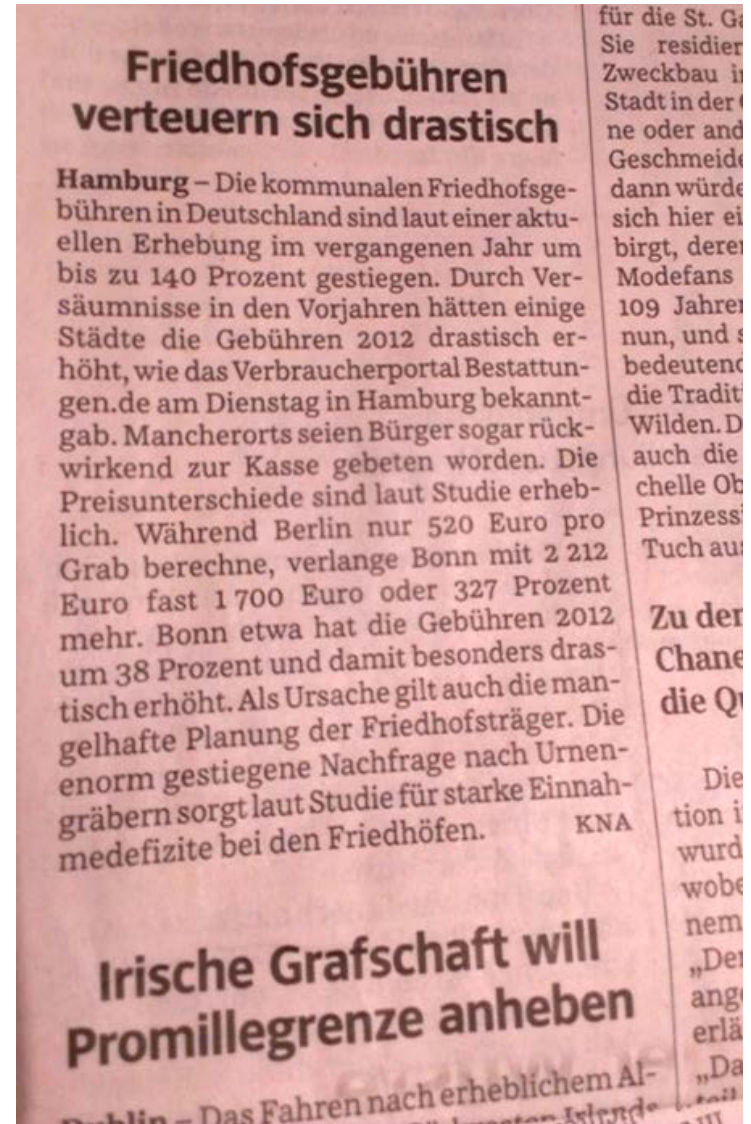 Friedhofsgebühren
verteuern sich drastisch
Hamburg – Die kommunalen Friedhofsge-
bühren in Deutschland sind laut einer aktu-
ellen Erhebung im vergangenen Jahr um
bis zu 140 Prozent gestiegen. Durch Ver-
säumnisse in den Vorjahren hätten einige
Städte die Gebühren 2012 drastisch er-
höht, wie das Verbraucherportal Bestattun-
gen.de am Dienstag in Hamburg bekannt-
gab. Mancherorts seien Bürger sogar rück-
wirkend zur Kasse gebeten worden. Die
Preisunterschiede sind laut Studie erheb-
lich. Während Berlin nur 520 Euro pro
Grab berechne, verlange Bonn mit 2 212
Euro fast 1 700 Euro oder 327 Prozent
mehr. Bonn etwa hat die Gebühren 2012
um 38 Prozent und damit besonders dras-
tisch erhöht. Als Ursache gilt auch die man-
gelhafte Planung der Friedhofsträger. Die
enorm gestiegene Nachfrage nach Urnen-
gräbern sorgt laut Studie für starke Einnah-
medefizite bei den Friedhöfen. KNA
Irische Grafschaft will
Promillegrenze anheben
Dublin – Das Fahren nach erheblichem Al-
für die St. Ga
Sie residier
Zweckbau i
Stadt in der
ne oder and
Geschmeide
dann würde
sich hier ei
birgt, derer
Modefans
109 Jahren
nun, und s
bedeutend
die Tradit
Wilden. D
auch die
chelle Ob
Prinzess
Tuch aus
Zu der
Chane
die Qu
Die
tion i
wurd
wobe
nem
„Der
ange
erlä
„Da